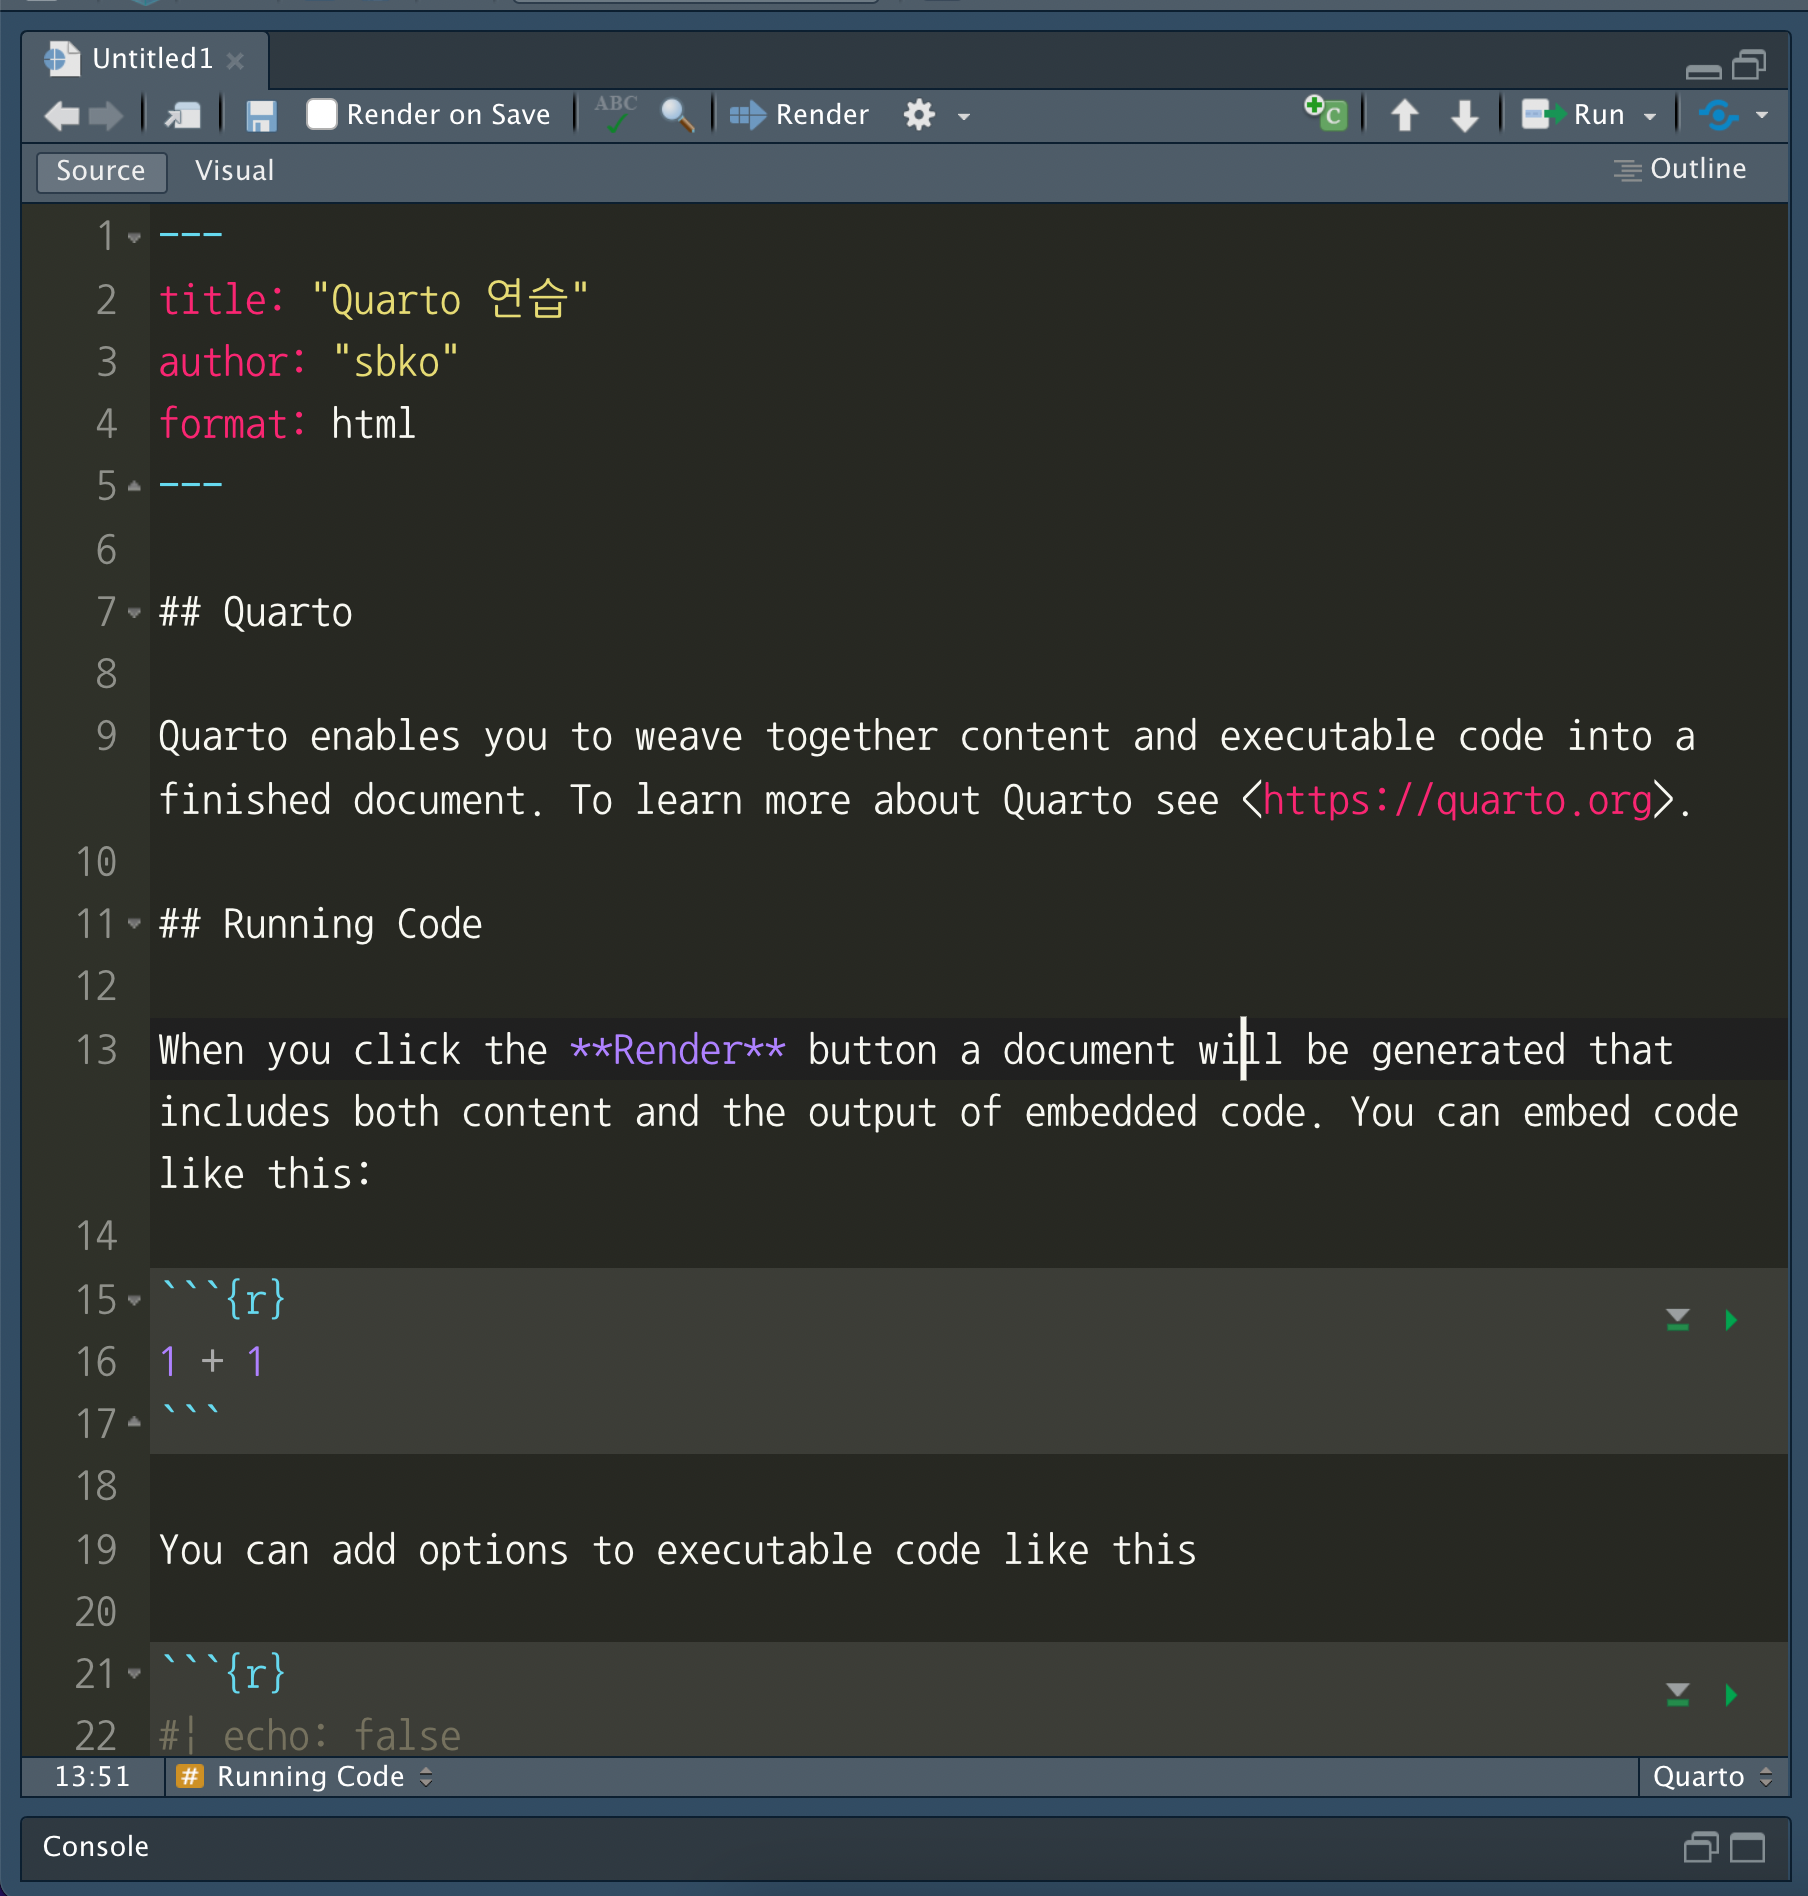 Untitled1
Render on Save ABC Render C Run
Source Visual Outline
1 ---
2 title: "Quarto 연습"
3 author: "sbko"
4 format: html
5 ---
6
7 ## Quarto
8
9 Quarto enables you to weave together content and executable code into a
finished document. To learn more about Quarto see <https://quarto.org>.
10
11 ## Running Code
12
13 When you click the **Render** button a document will be generated that
includes both content and the output of embedded code. You can embed code
like this:
14
15 ```{r}
16 1 + 1
17 ```
18
19 You can add options to executable code like this
20
21 ```{r}
22 #| echo: false
13:51 # Running Code Quarto
Console